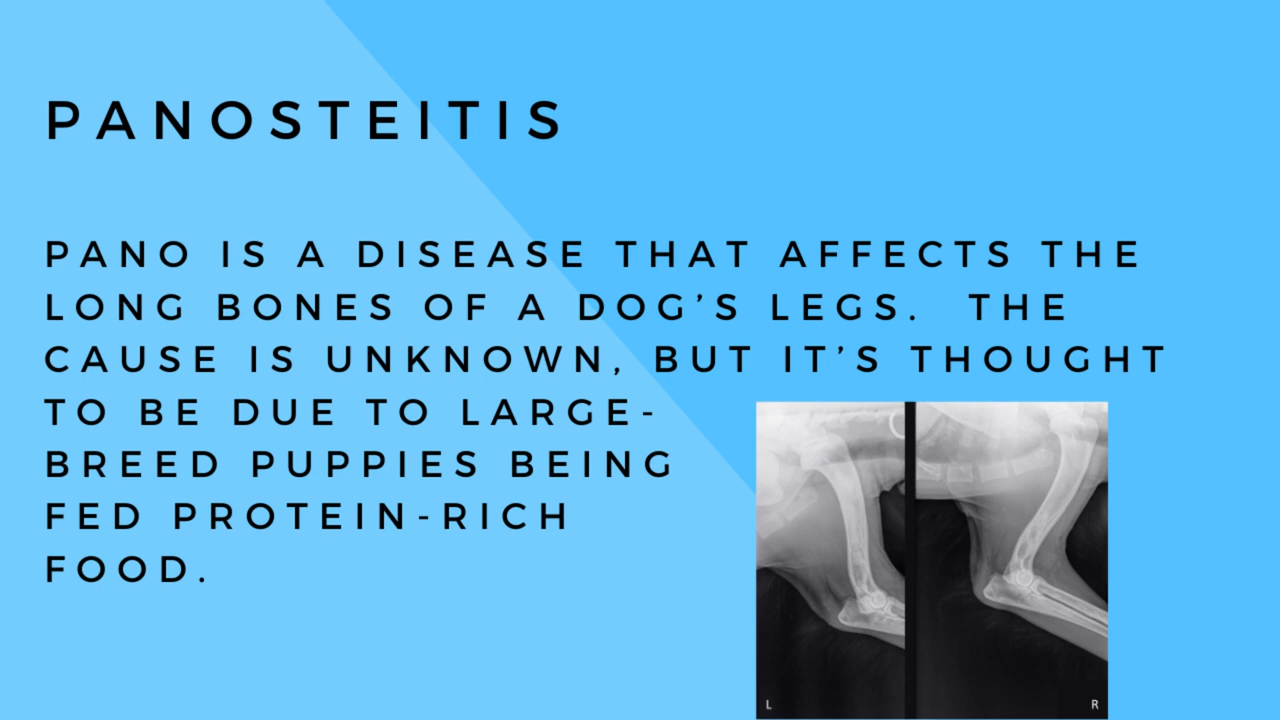 PANOSTEITIS
PANO IS A DISEASE THAT AFFECTS THE
LONG BONES OF A DOG’S LEGS. THE
CAUSE IS UNKNOWN, BUT IT’S THOUGHT
TO BE DUE TO LARGE-
BREED PUPPIES BEING
FED PROTEIN-RICH
FOOD.
L
R